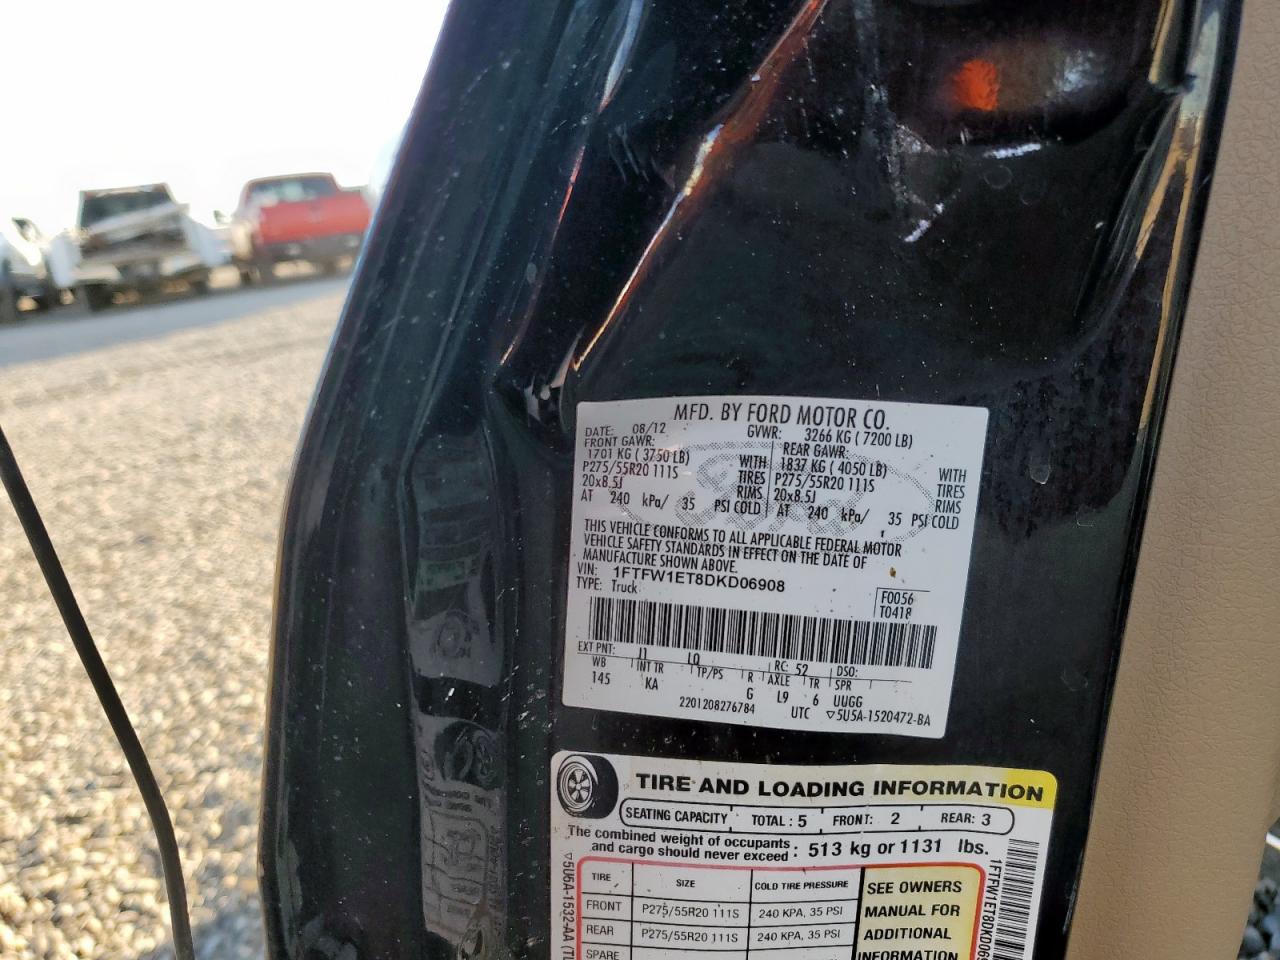 MFD. BY FORD MOTOR CO.
DATE: 08/12 GVWR: 3266 KG ( 7200 LB)
FRONT GAWR: REAR GAWR:
1701 KG ( 3750 LB) WITH 1837 KG ( 4050 LB) WITH
P275/55R20 111S TIRES P275/55R20 111S TIRES
20x8.5J RIMS 20x8.5J RIMS
AT 240 kPa/ 35 PSI COLD AT 240 kPa/ 35 PSI COLD
THIS VEHICLE CONFORMS TO ALL APPLICABLE FEDERAL MOTOR
VEHICLE SAFETY STANDARDS IN EFFECT ON THE DATE OF
MANUFACTURE SHOWN ABOVE.
VIN: 1FTFW1ET8DKD06908
TYPE: Truck
F0056
T0418
EXT PNT: J1 LQ RC: 52 DSO:
WB INT TR TP/PS R AXLE TR SPR
145 KA G L9 6 UUGG
2201208276784 UTC ▽5U5A-1520472-BA
TIRE AND LOADING INFORMATION
SEATING CAPACITY TOTAL: 5 FRONT: 2 REAR: 3
The combined weight of occupants and cargo should never exceed: 513 kg or 1131 lbs.
TIRE SIZE COLD TIRE PRESSURE
FRONT P275/55R20 111S 240 KPA, 35 PSI
REAR P275/55R20 111S 240 KPA, 35 PSI
SPARE
SEE OWNERS
MANUAL FOR
ADDITIONAL
INFORMATION
▽5U5A-1532-AA
1FTFW1ET8DKD069